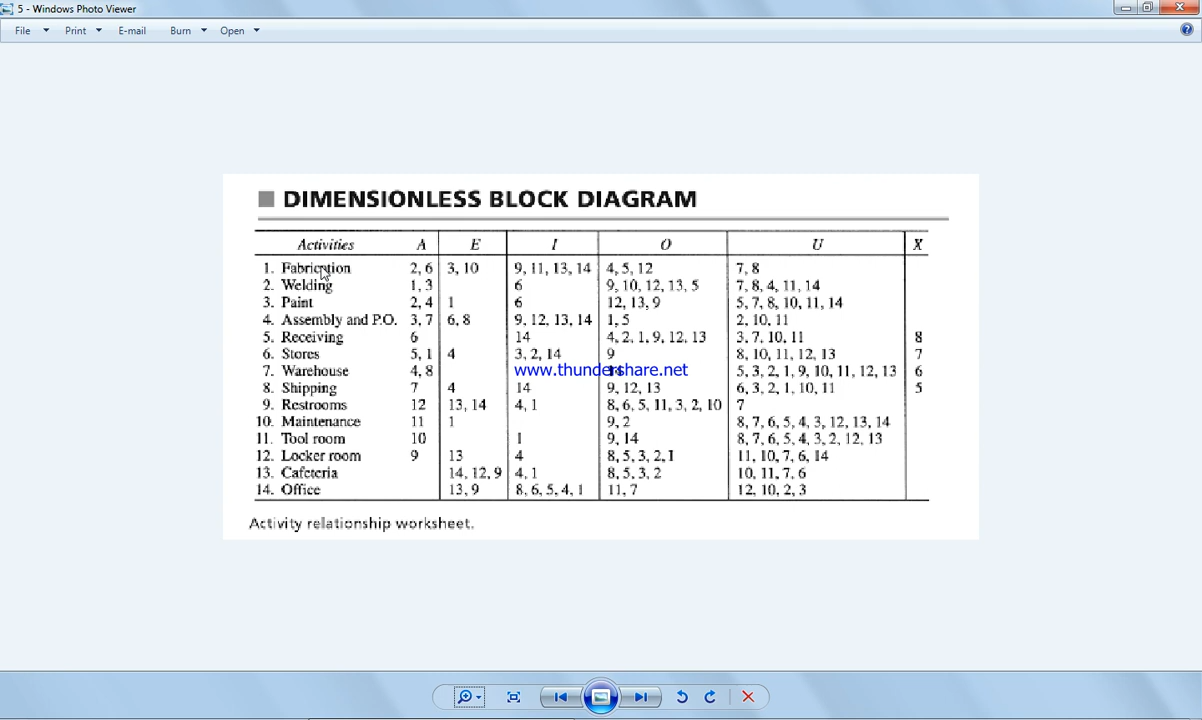 5 - Windows Photo Viewer
File Print E-mail Burn Open
DIMENSIONLESS BLOCK DIAGRAM
Activities A E I O U X
1. Fabrication 2, 6 3, 10 9, 11, 13, 14 4, 5, 12 7, 8
2. Welding 1, 3 6 9, 10, 12, 13, 5 7, 8, 4, 11, 14
3. Paint 2, 4 1 6 12, 13, 9 5, 7, 8, 10, 11, 14
4. Assembly and P.O. 3, 7 6, 8 9, 12, 13, 14 1, 5 2, 10, 11
5. Receiving 6 14 4, 2, 1, 9, 12, 13 3, 7, 10, 11 8
6. Stores 5, 1 4 3, 2, 14 9 8, 10, 11, 12, 13 7
7. Warehouse 4, 8 www.thundershare.net 5, 3, 2, 1, 9, 10, 11, 12, 13 6
8. Shipping 7 4 14 9, 12, 13 6, 3, 2, 1, 10, 11 5
9. Restrooms 12 13, 14 4, 1 8, 6, 5, 11, 3, 2, 10 7
10. Maintenance 11 1 9, 2 8, 7, 6, 5, 4, 3, 12, 13, 14
11. Tool room 10 1 9, 14 8, 7, 6, 5, 4, 3, 2, 12, 13
12. Locker room 9 13 4 8, 5, 3, 2, 1 11, 10, 7, 6, 14
13. Cafeteria 14, 12, 9 4, 1 8, 5, 3, 2 10, 11, 7, 6
14. Office 13, 9 8, 6, 5, 4, 1 11, 7 12, 10, 2, 3
Activity relationship worksheet.